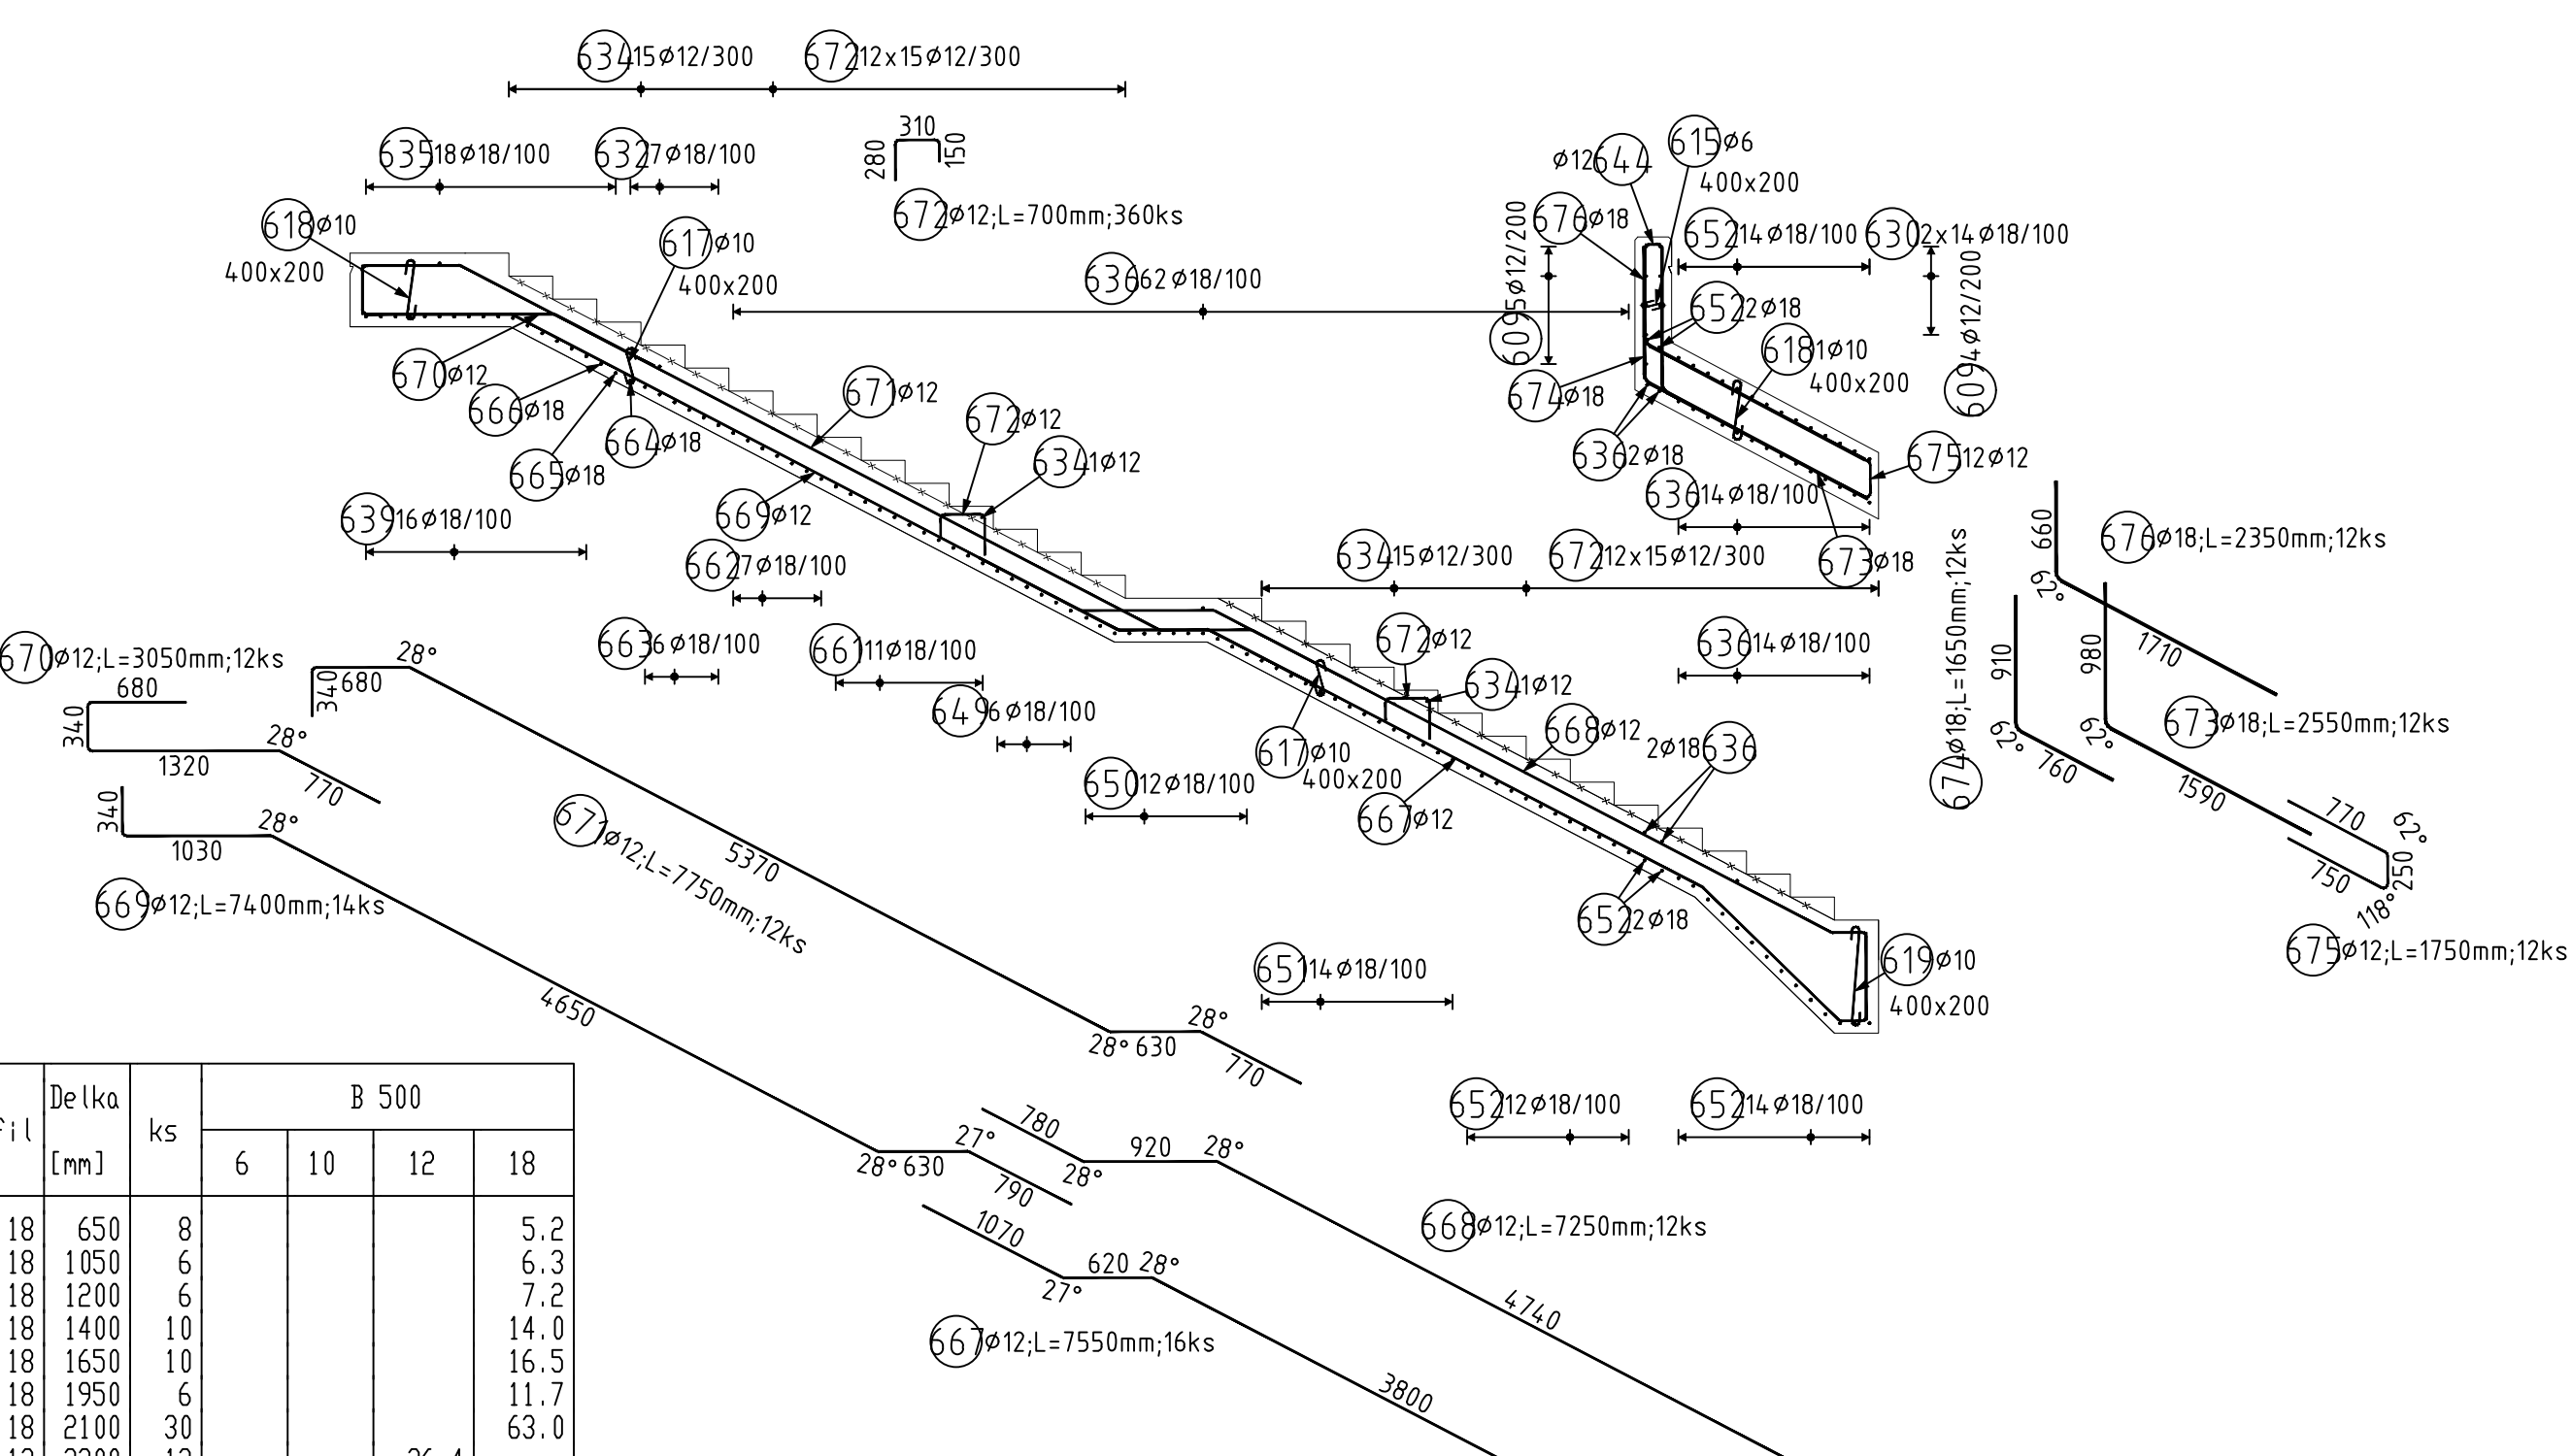 634 15ø12/300
672 12x15ø12/300
310
280
150
672 ø12;L=700mm;360ks
635 18ø18/100
632 7ø18/100
618 ø10
400x200
617 ø10
400x200
636 62ø18/100
ø12 644
615 ø6
400x200
676 ø18
652 14ø18/100
630 2x14ø18/100
609 5ø12/200
609 4ø12/200
652 2ø18
618 1ø10
400x200
674 ø18
636 2ø18
675 12ø12
636 14ø18/100
673 ø18
670 ø12
666 ø18
665 ø18
664 ø18
671 ø12
672 ø12
634 1ø12
669 ø12
639 16ø18/100
662 7ø18/100
663 6ø18/100
661 11ø18/100
649 6ø18/100
650 12ø18/100
634 15ø12/300
672 12x15ø12/300
636 14ø18/100
672 ø12
634 1ø12
617 ø10
400x200
668 ø12
2ø18 636
667 ø12
652 2ø18
619 ø10
400x200
651 14ø18/100
652 12ø18/100
652 14ø18/100
660
62°
1710
676 ø18;L=2350mm;12ks
674 ø18;L=1650mm;12ks
910
62°
760
980
62°
1590
673 ø18;L=2550mm;12ks
770
62°
250
750
118°
675 ø12;L=1750mm;12ks
670 ø12;L=3050mm;12ks
680
340
1320
28°
770
340
680
28°
5370
28°
630
28°
770
671 ø12;L=7750mm;12ks
340
1030
28°
4650
28°
630
27°
790
669 ø12;L=7400mm;14ks
780
28°
920
28°
4740
668 ø12;L=7250mm;12ks
1070
27°
620
28°
3800
667 ø12;L=7550mm;16ks
Delka
[mm]
ks
B 500
6 10 12 18
18 650 8 5.2
18 1050 6 6.3
18 1200 6 7.2
18 1400 10 14.0
18 1650 10 16.5
18 1950 6 11.7
18 2100 30 63.0